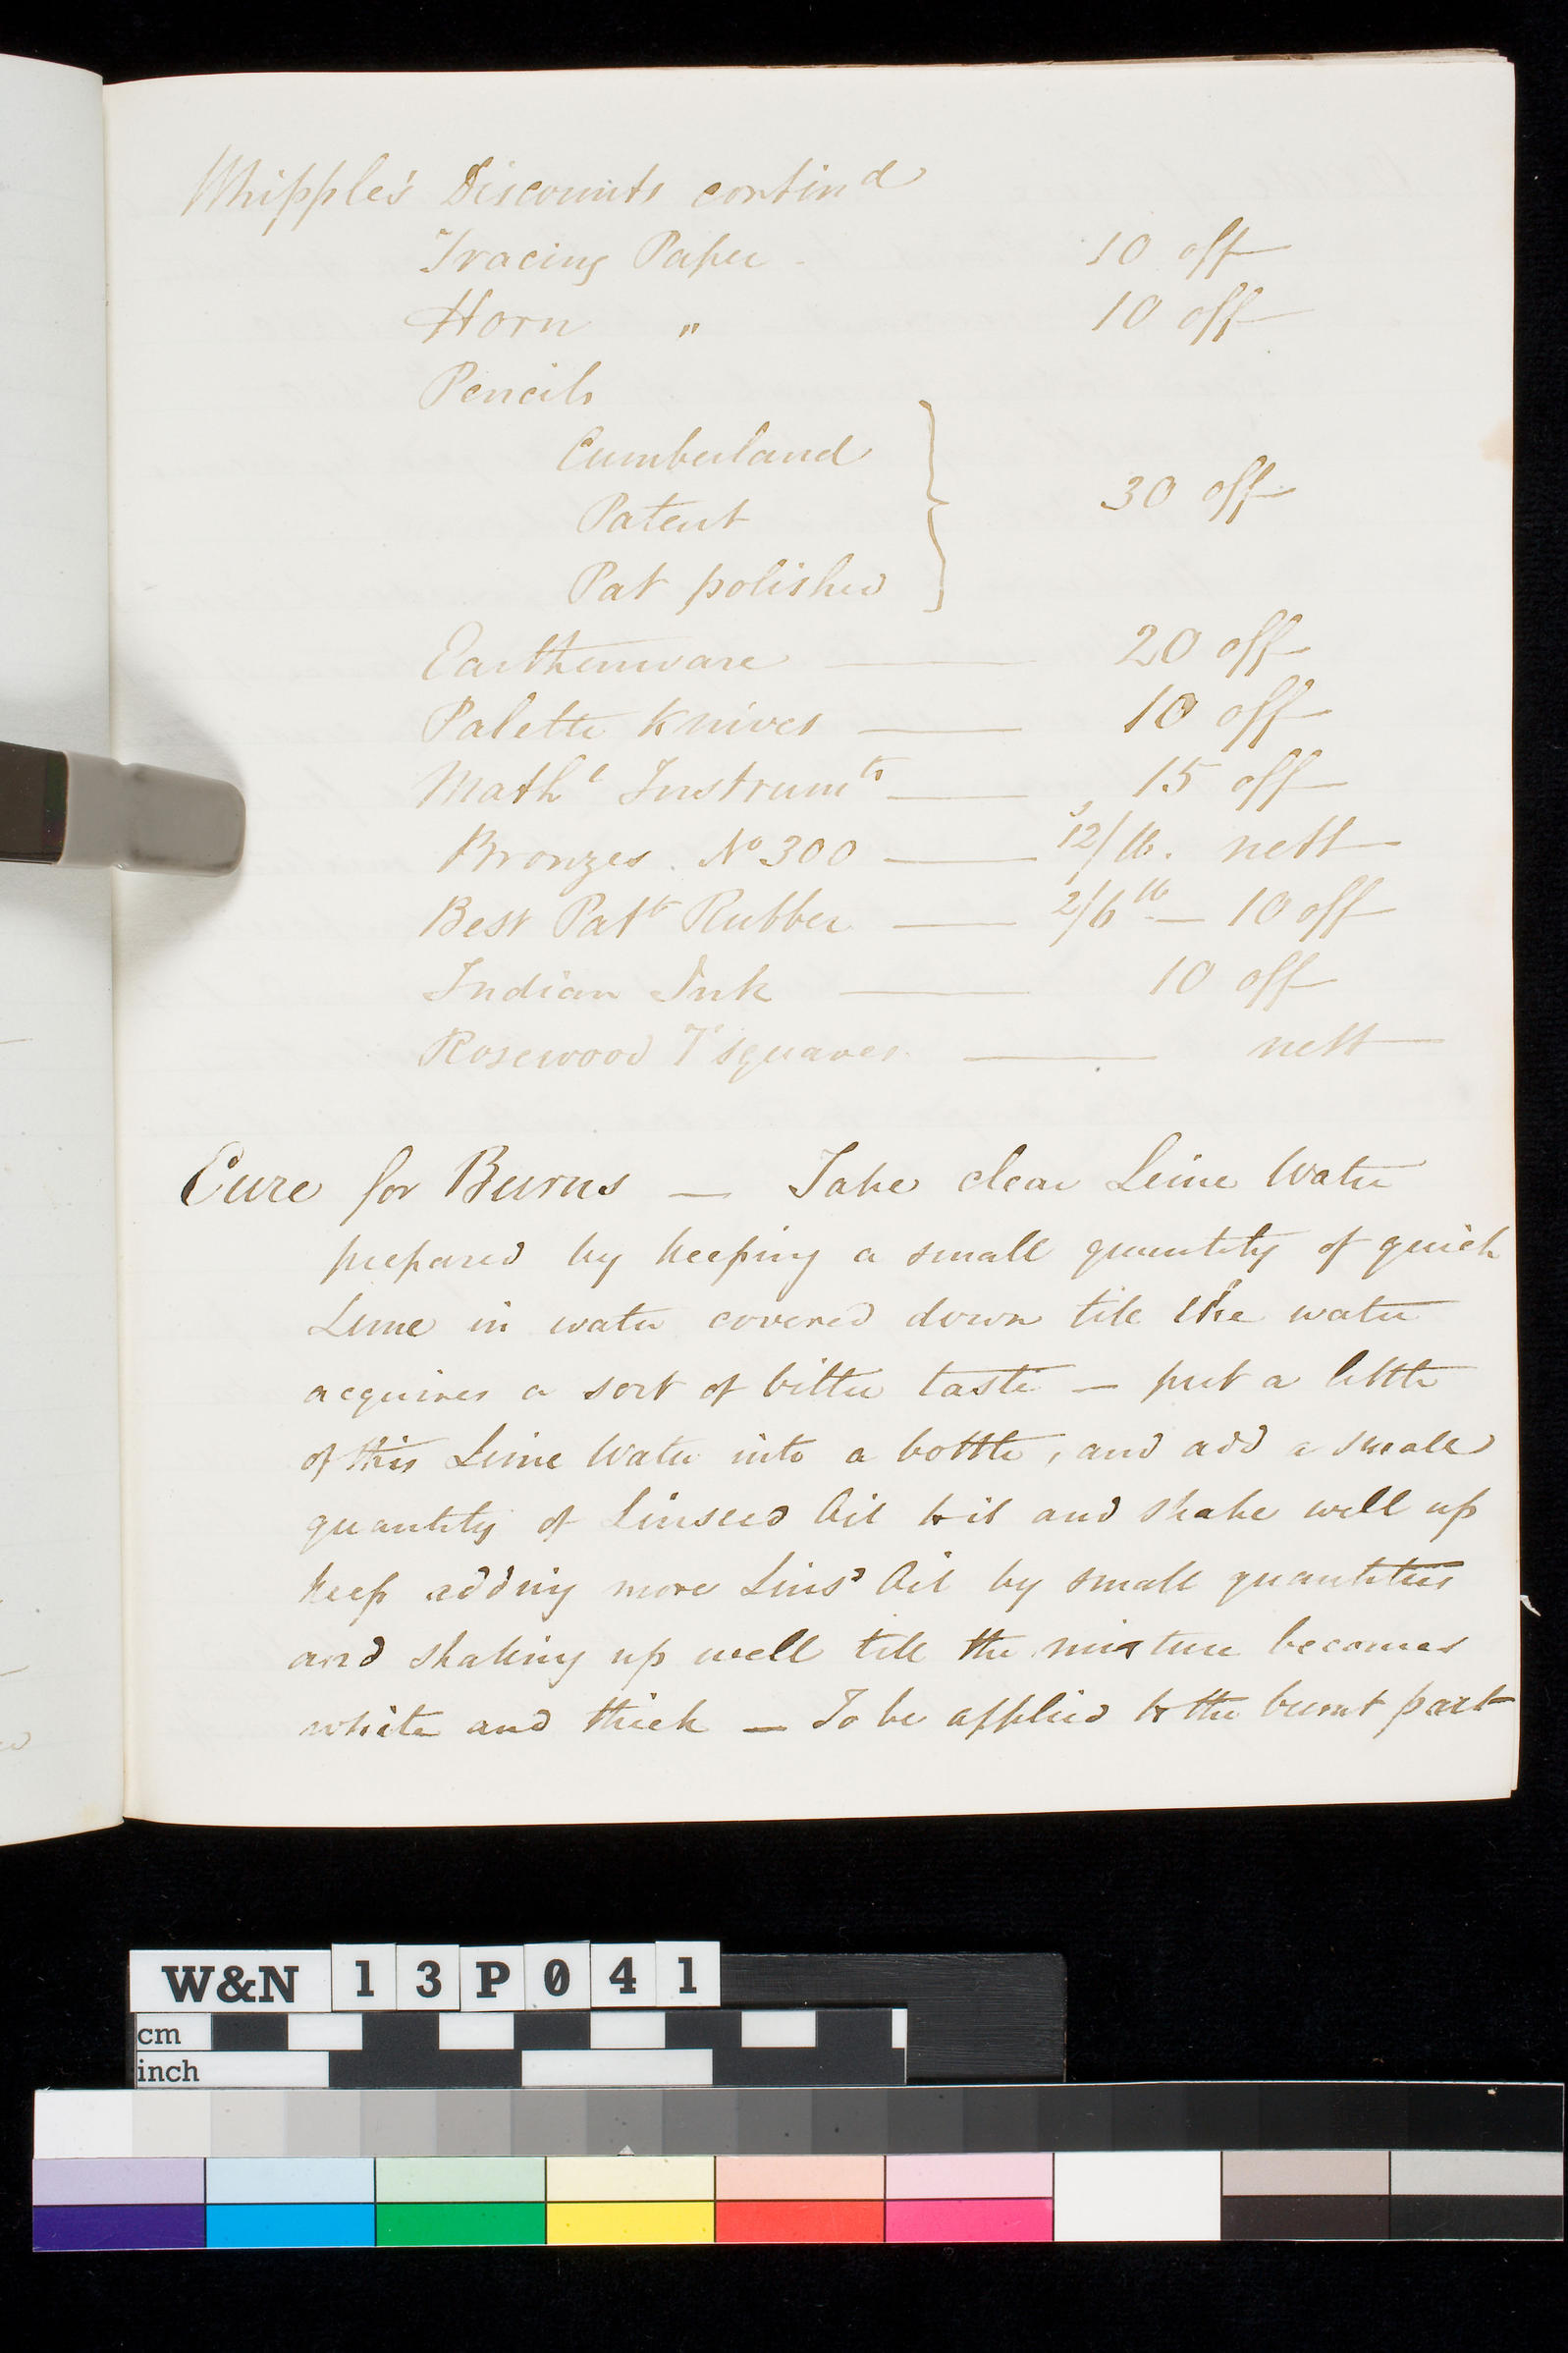 Whipple's Discounts contin^d
Tracing Paper 10 off
Horn " 10 off
Pencils
Cumberland
Patent 30 off
Pat polished
Earthenware — 20 off
Palette Knives — 10 off
Math^l Instrum^ts — 15 off
Bronzes. No 300 — ^s12/lb. nett
Best Pat^t Rubber — 2/6 ^lb — 10 off
Indian Ink — 10 off
Rosewood T squares — nett
Cure for Burns — Take clear Lime Water
prepared by keeping a small quantity of quick
Lime in water covered down till the water
acquires a sort of bitter taste — put a little
of this Lime Water into a bottle, and add a small
quantity of Linseed Oil to it and shake well up
keep adding more Lins^d Oil by small quantities
and shaking up well till the mixture becomes
white and thick — To be applied to the burnt part
W&N 13P041
cm
inch